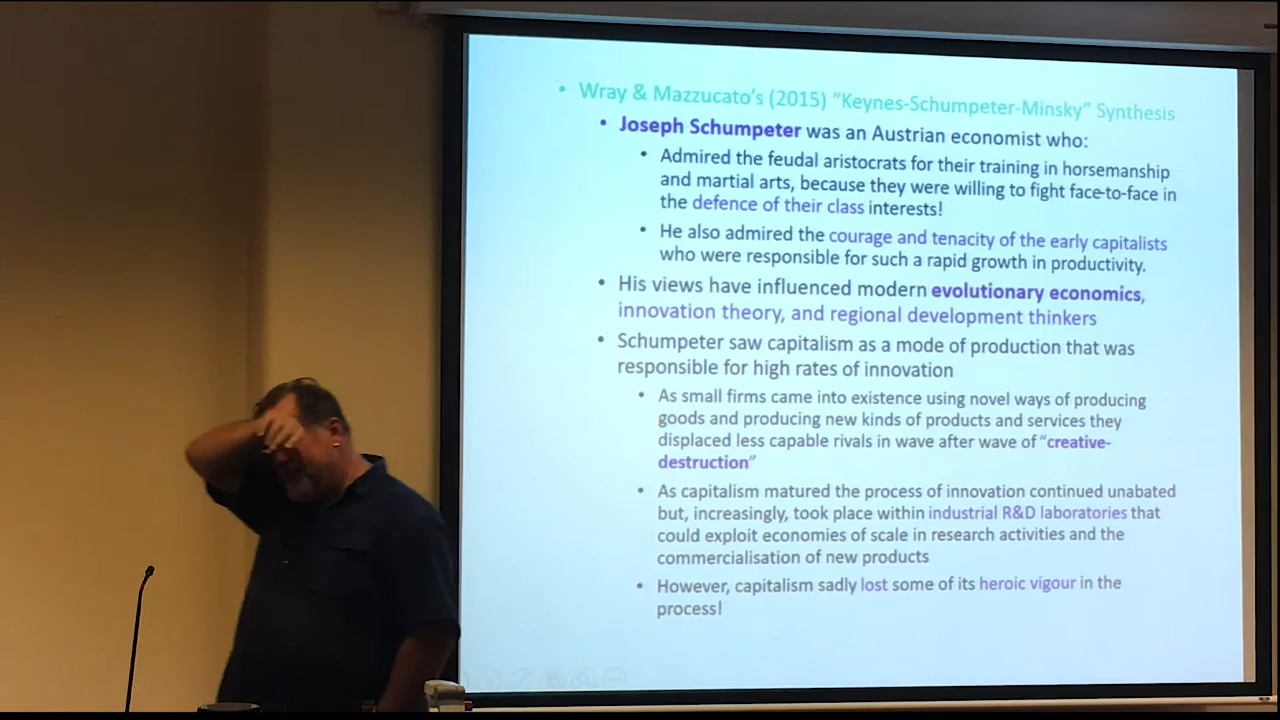 • Wray & Mazzucato's (2015) "Keynes-Schumpeter-Minsky" Synthesis
• Joseph Schumpeter was an Austrian economist who:
• Admired the feudal aristocrats for their training in horsemanship
and martial arts, because they were willing to fight face-to-face in
the defence of their class interests!
• He also admired the courage and tenacity of the early capitalists
who were responsible for such a rapid growth in productivity.
• His views have influenced modern evolutionary economics,
innovation theory, and regional development thinkers
• Schumpeter saw capitalism as a mode of production that was
responsible for high rates of innovation
• As small firms came into existence using novel ways of producing
goods and producing new kinds of products and services they
displaced less capable rivals in wave after wave of "creative-
destruction"
• As capitalism matured the process of innovation continued unabated
but, increasingly, took place within industrial R&D laboratories that
could exploit economies of scale in research activities and the
commercialisation of new products
• However, capitalism sadly lost some of its heroic vigour in the
process!